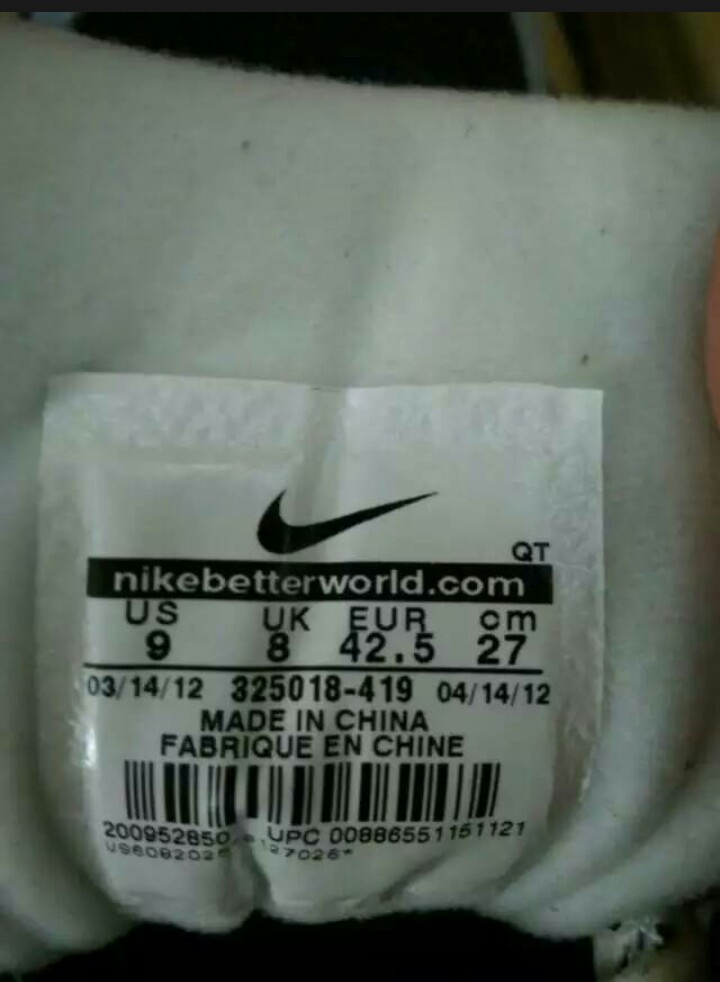 QT
nikebetterworld.com
US UK EUR cm
9 8 42.5 27
03/14/12 325018-419 04/14/12
MADE IN CHINA
FABRIQUE EN CHINE
200952850 UPC 00886551151121